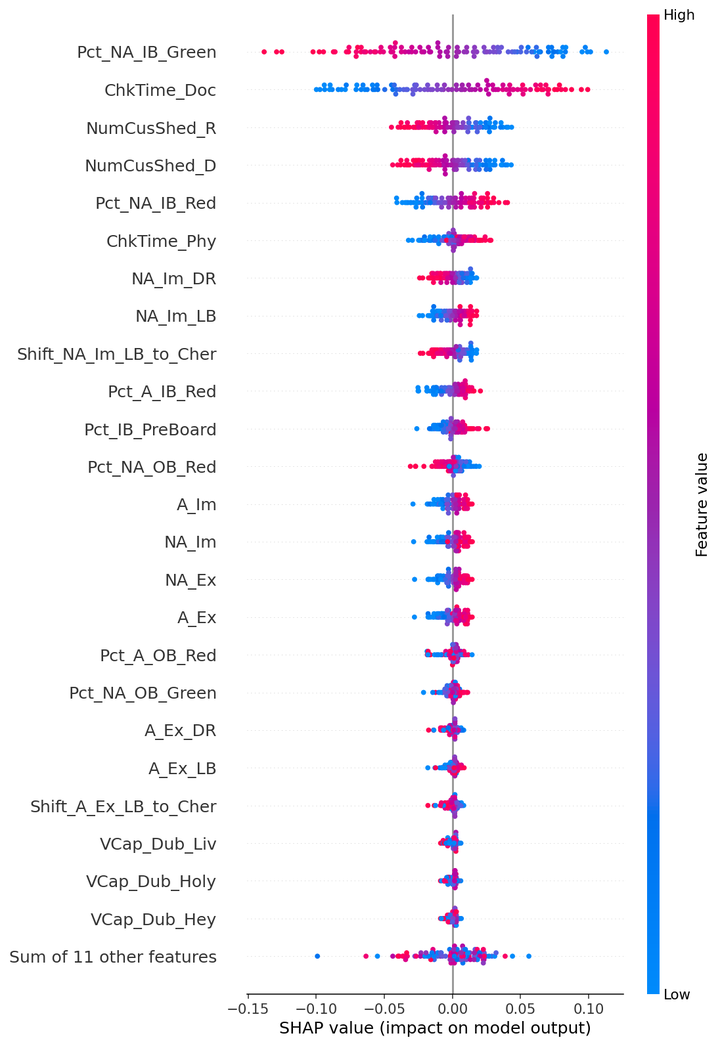 High
Pct_NA_IB_Green
ChkTime_Doc
NumCusShed_R
NumCusShed_D
Pct_NA_IB_Red
ChkTime_Phy
NA_Im_DR
NA_Im_LB
Shift_NA_Im_LB_to_Cher
Pct_A_IB_Red
Pct_IB_PreBoard
Pct_NA_OB_Red
A_Im
NA_Im
NA_Ex
A_Ex
Pct_A_OB_Red
Pct_NA_OB_Green
A_Ex_DR
A_Ex_LB
Shift_A_Ex_LB_to_Cher
VCap_Dub_Liv
VCap_Dub_Holy
VCap_Dub_Hey
Sum of 11 other features
Feature value
Low
−0.15 −0.10 −0.05 0.00 0.05 0.10
SHAP value (impact on model output)